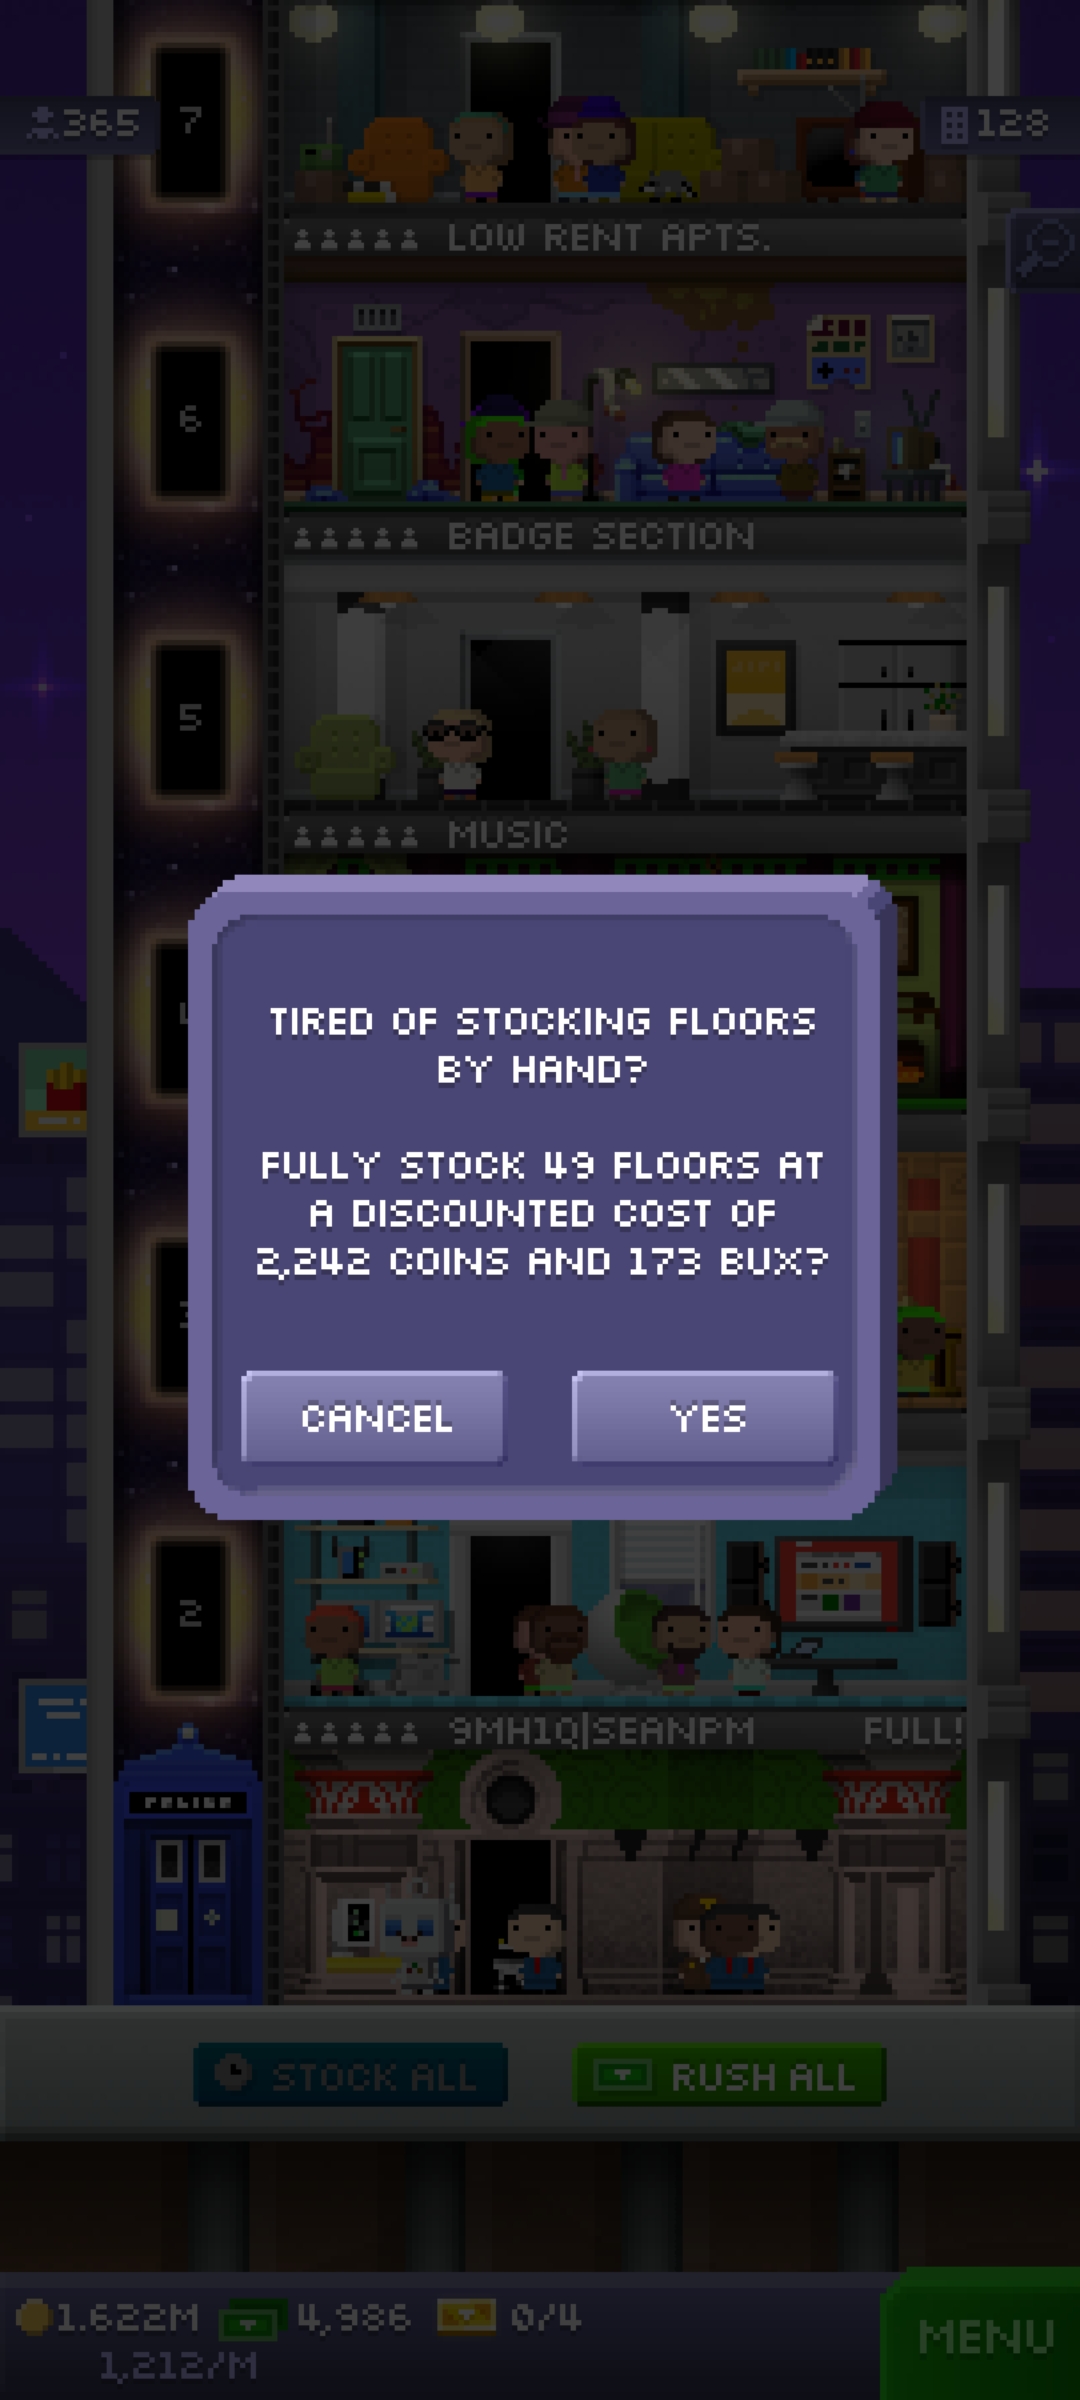 365
7
128
LOW RENT APTS.
6
BADGE SECTION
5
MUSIC
TIRED OF STOCKING FLOORS
BY HAND?
FULLY STOCK 49 FLOORS AT
A DISCOUNTED COST OF
2,242 COINS AND 173 BUX?
CANCEL
YES
2
9MH1Q|SEANPM
FULL!
POLICE
STOCK ALL
RUSH ALL
1.622M
4,986
0/4
1,212/M
MENU